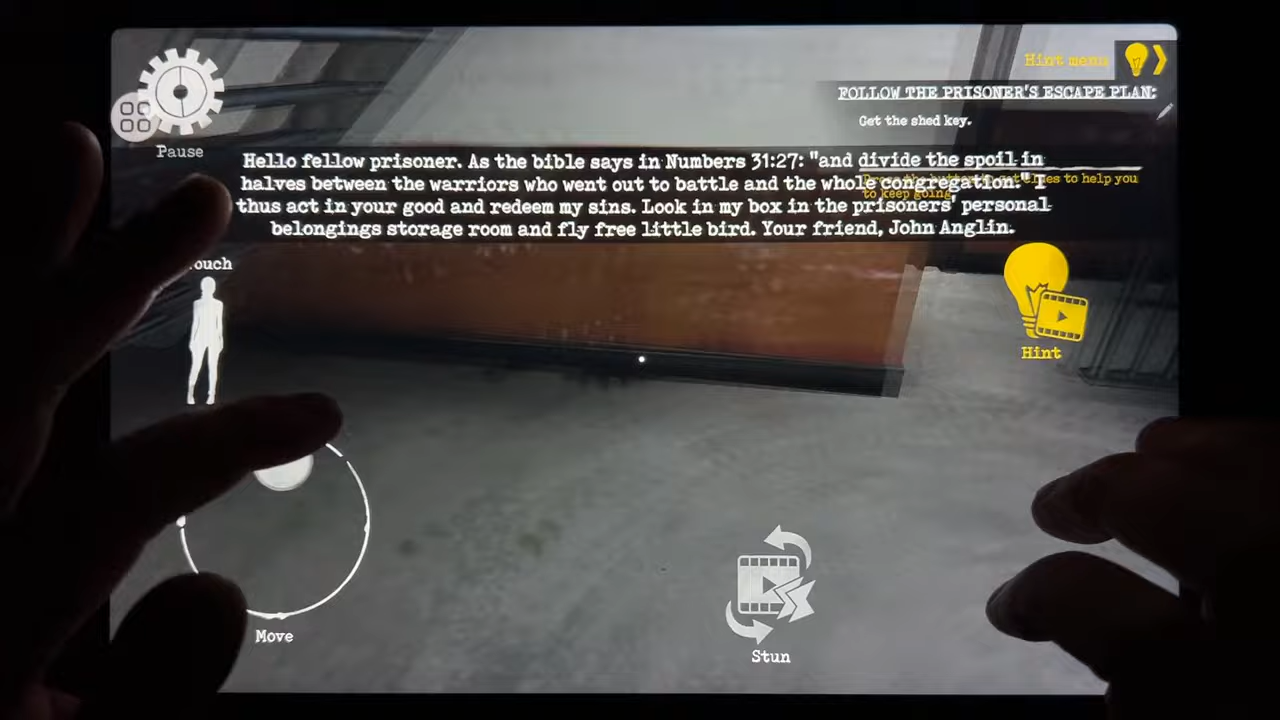 Hint menu
FOLLOW THE PRISONER'S ESCAPE PLAN:
Get the shed key.
Pause
Hello fellow prisoner. As the bible says in Numbers 31:27: "and divide the spoil in
halves between the warriors who went out to battle and the whole congregation." I
thus act in your good and redeem my sins. Look in my box in the prisoners' personal
belongings storage room and fly free little bird. Your friend, John Anglin.
to help you
to keep going
ouch
Hint
Move
Stun